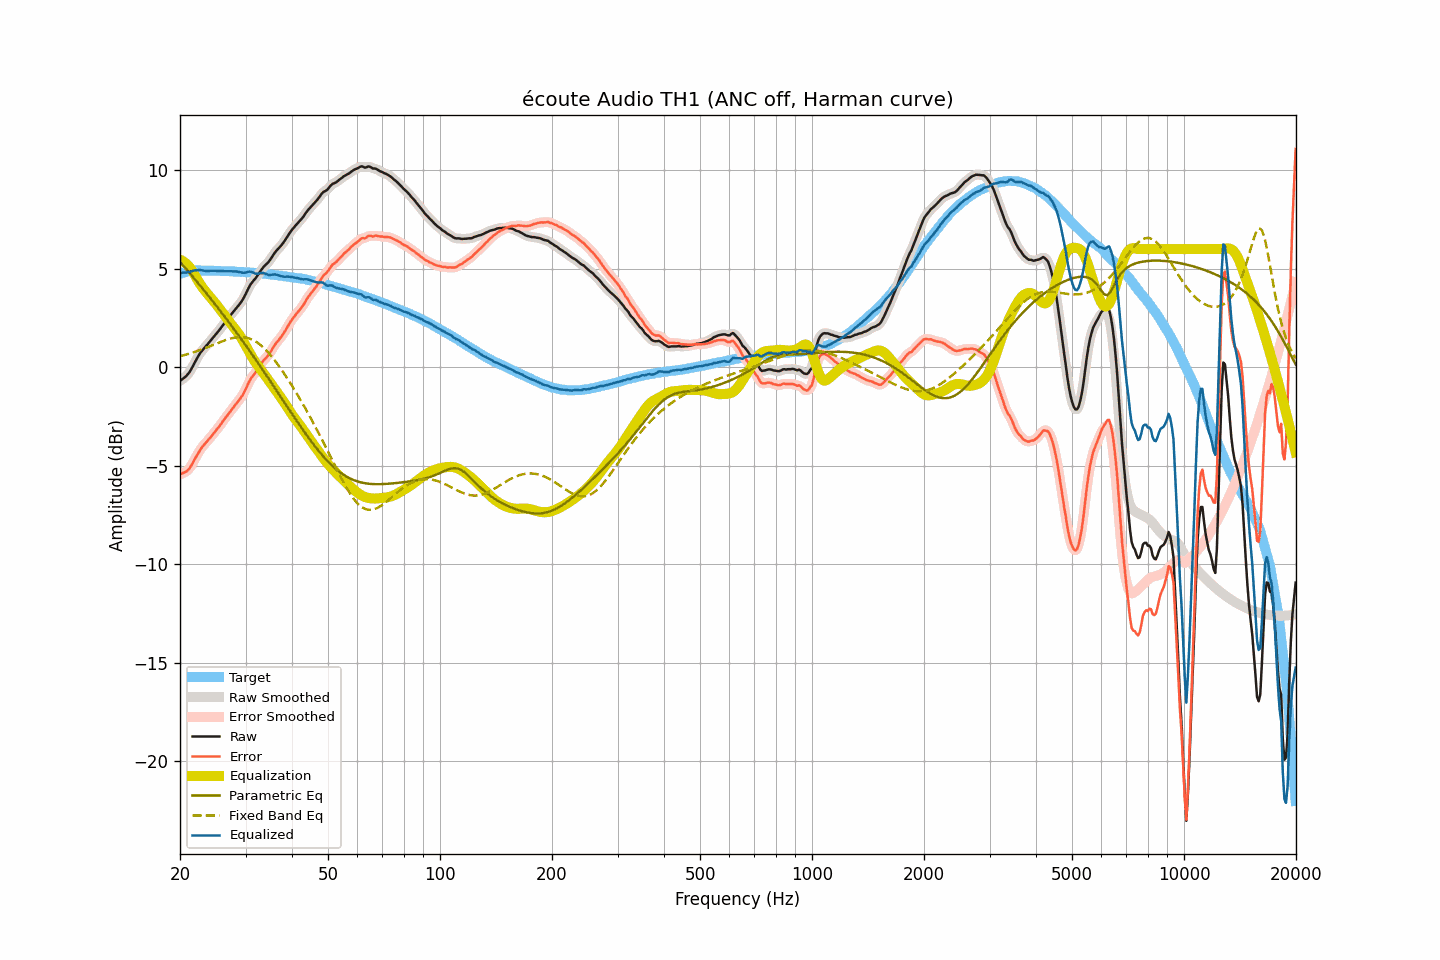 écoute Audio TH1 (ANC off, Harman curve)
10
5
0
−5
−10
−15
−20
Amplitude (dBr)
Target
Raw Smoothed
Error Smoothed
Raw
Error
Equalization
Parametric Eq
Fixed Band Eq
Equalized
20 50 100 200 500 1000 2000 5000 10000 20000
Frequency (Hz)